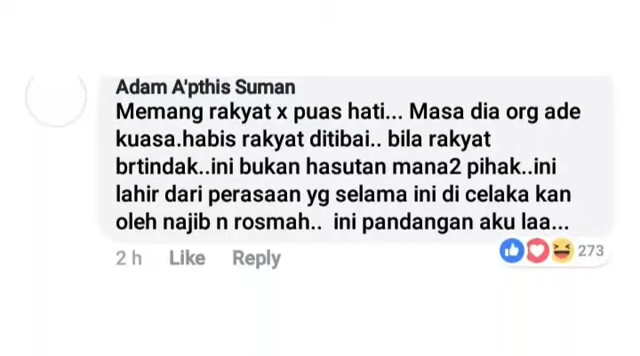 Adam A'pthis Suman
Memang rakyat x puas hati... Masa dia org ade
kuasa.habis rakyat ditibai.. bila rakyat
brtindak..ini bukan hasutan mana2 pihak..ini
lahir dari perasaan yg selama ini di celaka kan
oleh najib n rosmah.. ini pandangan aku laa...
2 h Like Reply 273